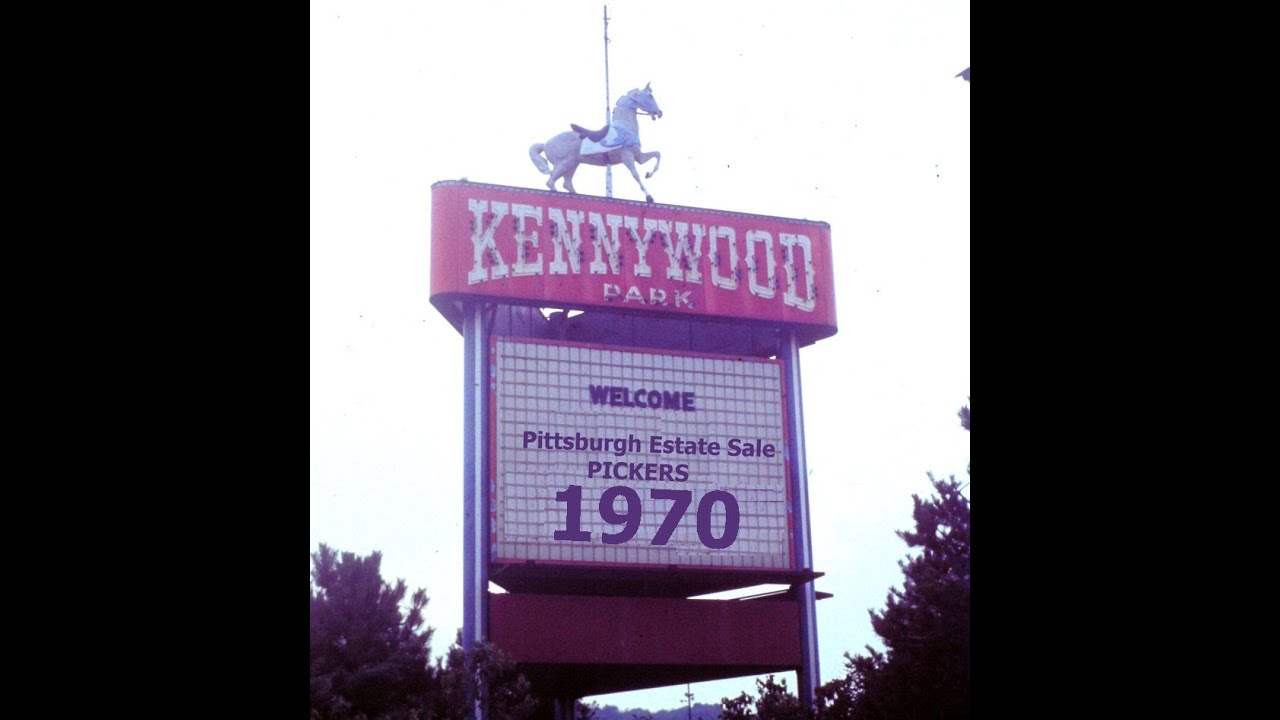 KENNYWOOD
PARK
WELCOME
Pittsburgh Estate Sale
PICKERS
1970